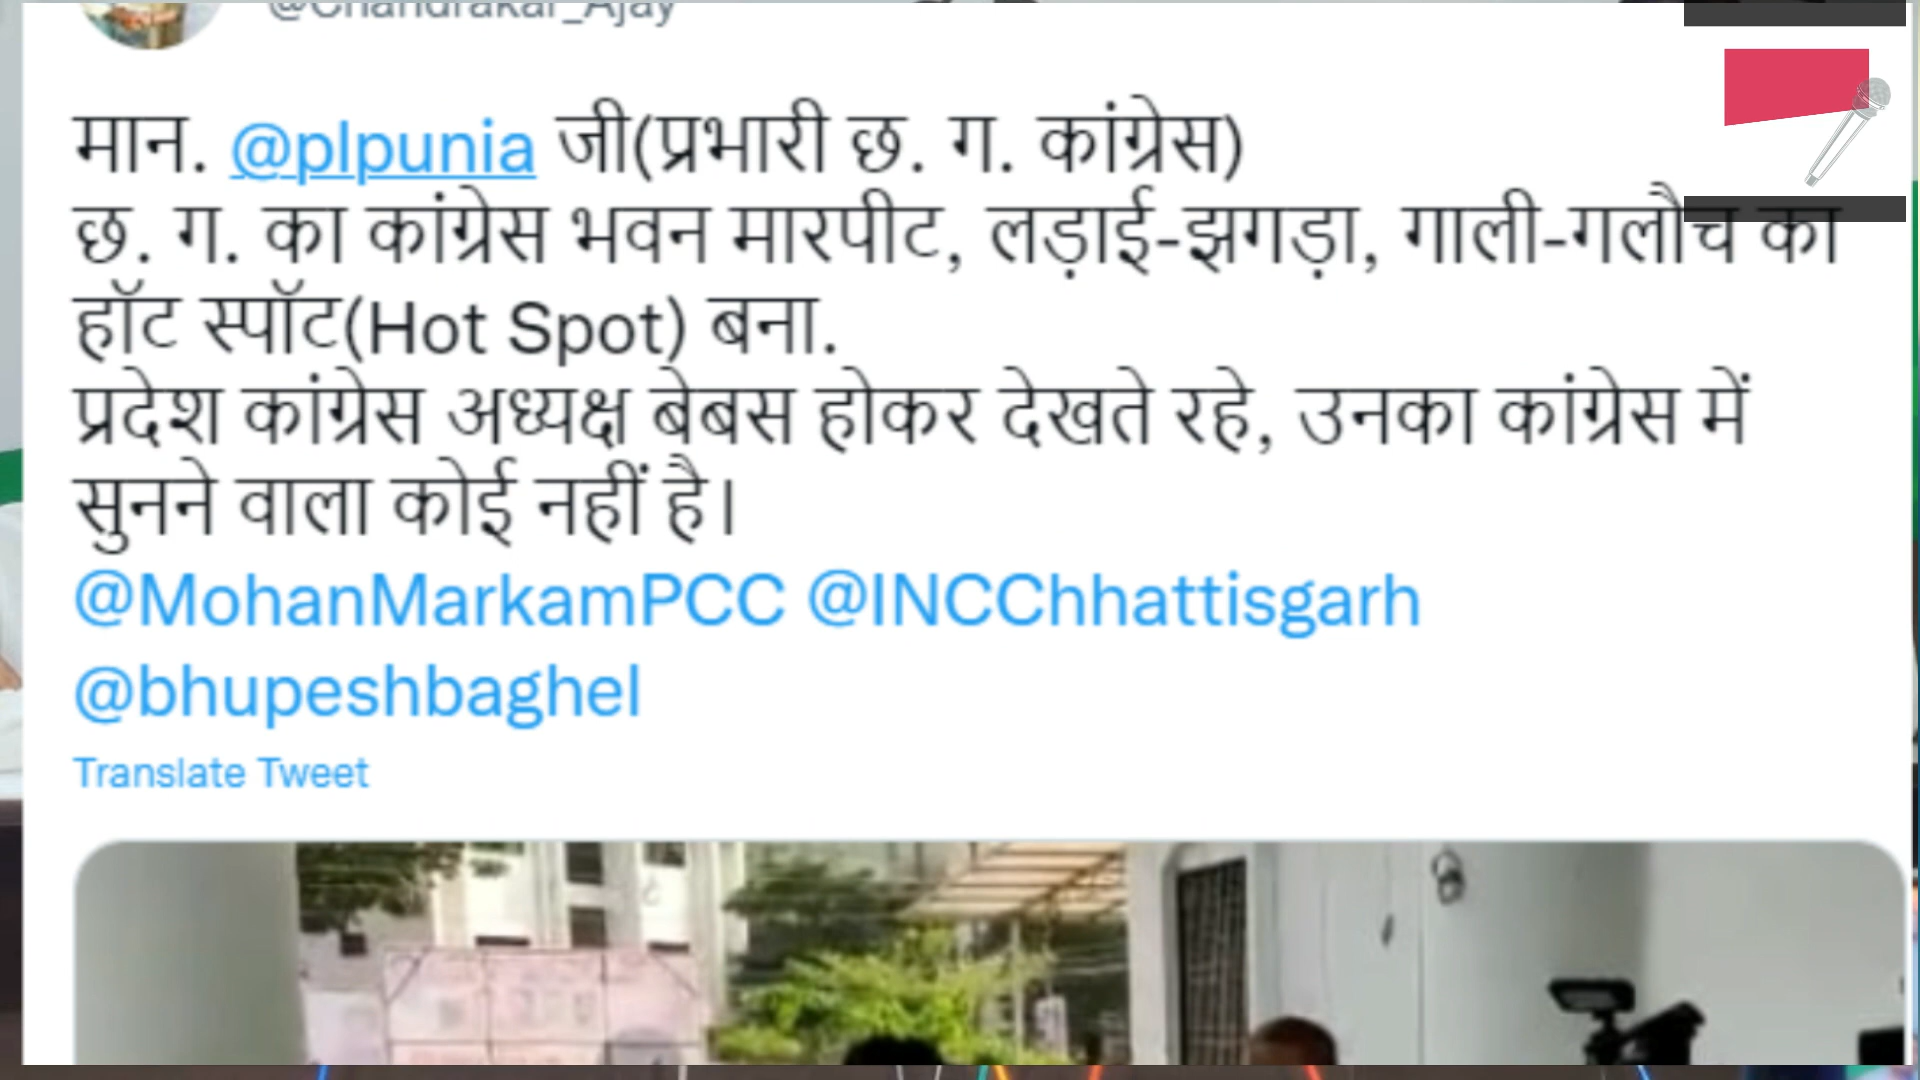 @Chandrakar_Ajay
मान. @plpunia जी(प्रभारी छ. ग. कांग्रेस)
छ. ग. का कांग्रेस भवन मारपीट, लड़ाई-झगड़ा, गाली-गलौच का
हॉट स्पॉट(Hot Spot) बना.
प्रदेश कांग्रेस अध्यक्ष बेबस होकर देखते रहे, उनका कांग्रेस में
सुनने वाला कोई नहीं है।
@MohanMarkamPCC @INCChhattisgarh
@bhupeshbaghel
Translate Tweet